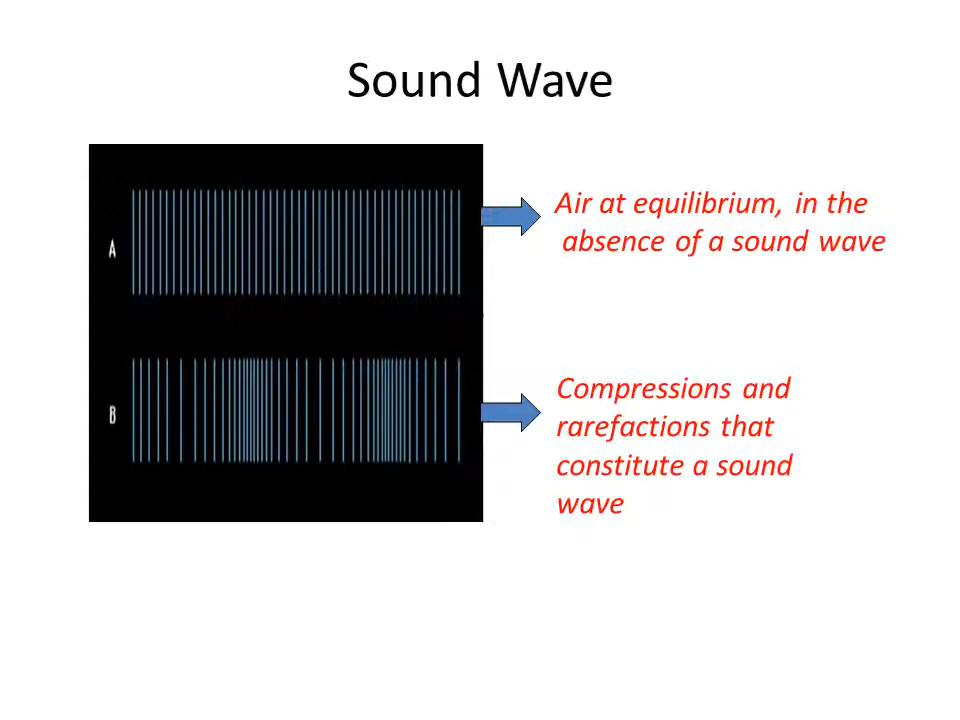 Sound Wave
A
Air at equilibrium, in the
absence of a sound wave
B
Compressions and
rarefactions that
constitute a sound
wave